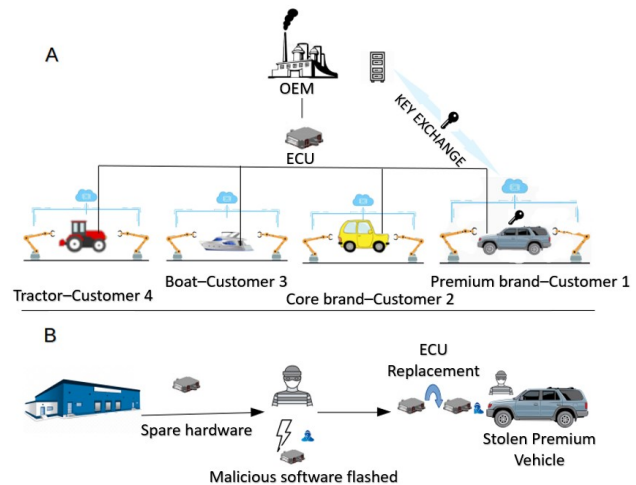 A
OEM
KEY EXCHANGE
ECU
Tractor–Customer 4
Boat–Customer 3
Core brand–Customer 2
Premium brand–Customer 1
B
ECU
Replacement
Spare hardware
Malicious software flashed
Stolen Premium
Vehicle